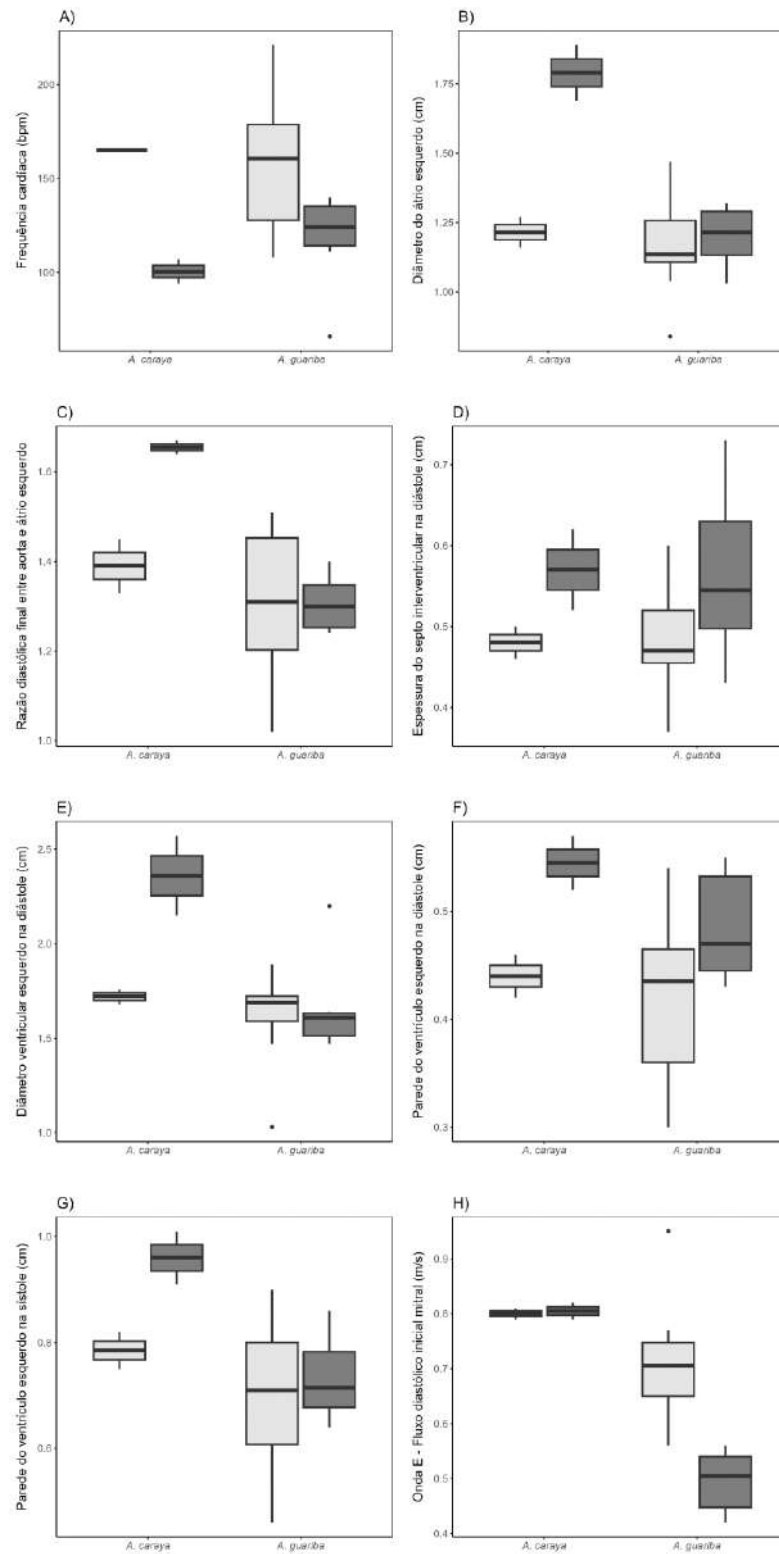 A)
Frequência cardíaca (bpm)
200
150
100
A. caraya
A. guariba
B)
Diâmetro do átrio esquerdo (cm)
1.75
1.50
1.25
1.00
A. caraya
A. guariba
C)
Razão diastólica final entre aorta e átrio esquerdo
1.6
1.4
1.2
1.0
A. caraya
A. guariba
D)
Espessura do septo interventricular na diástole (cm)
0.7
0.6
0.5
0.4
A. caraya
A. guariba
E)
Diâmetro ventricular esquerdo na diástole (cm)
2.5
2.0
1.5
1.0
A. caraya
A. guariba
F)
Parede do ventrículo esquerdo na diástole (cm)
0.5
0.4
0.3
A. caraya
A. guariba
G)
Parede do ventrículo esquerdo na sístole (cm)
1.0
0.8
0.6
A. caraya
A. guariba
H)
Onda E - Fluxo diastólico inicial mitral (m/s)
0.9
0.8
0.7
0.6
0.5
0.4
A. caraya
A. guariba